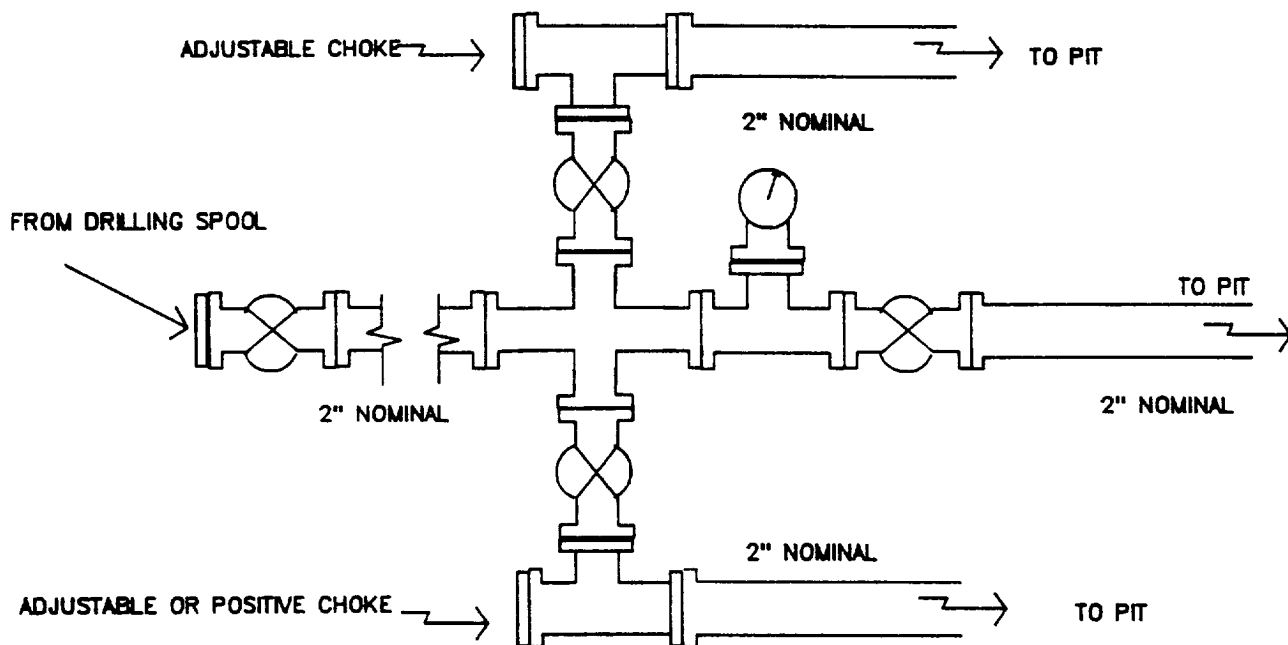 ADJUSTABLE CHOKE
TO PIT
2" NOMINAL
FROM DRILLING SPOOL
TO PIT
2" NOMINAL
2" NOMINAL
2" NOMINAL
ADJUSTABLE OR POSITIVE CHOKE
TO PIT